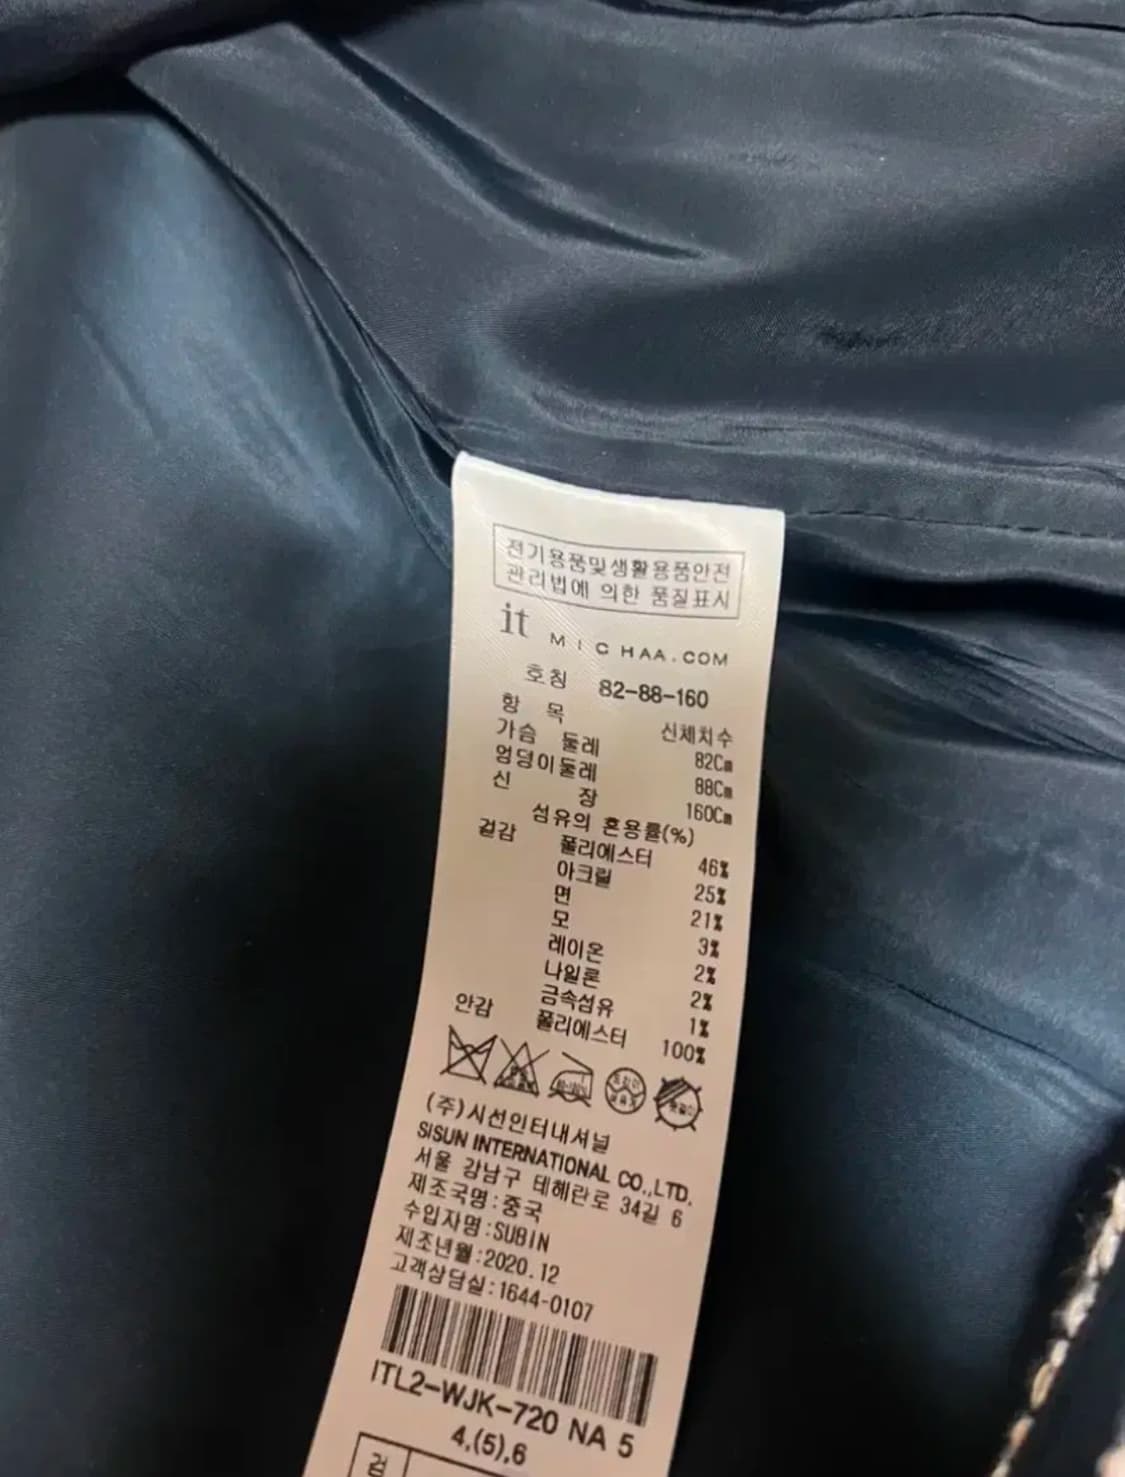 전기용품및생활용품안전
관리법에 의한 품질표시
it MICHAA.COM
호칭 82-88-160
항 목 신체치수
가슴 둘레 82Cm
엉덩이둘레 88Cm
신 장 160Cm
섬유의 혼용률(%)
겉감 폴리에스터 46%
아크릴 25%
면 21%
모 3%
레이온 2%
나일론 2%
금속섬유 1%
안감 폴리에스터 100%
(주)시선인터내셔널
SISUN INTERNATIONAL CO.,LTD.
서울 강남구 테헤란로 34길 6
제조국명:중국
수입자명:SUBIN
제조년월:2020.12
고객상담실:1644-0107
ITL2-WJK-720 NA 5
4,(5),6
검